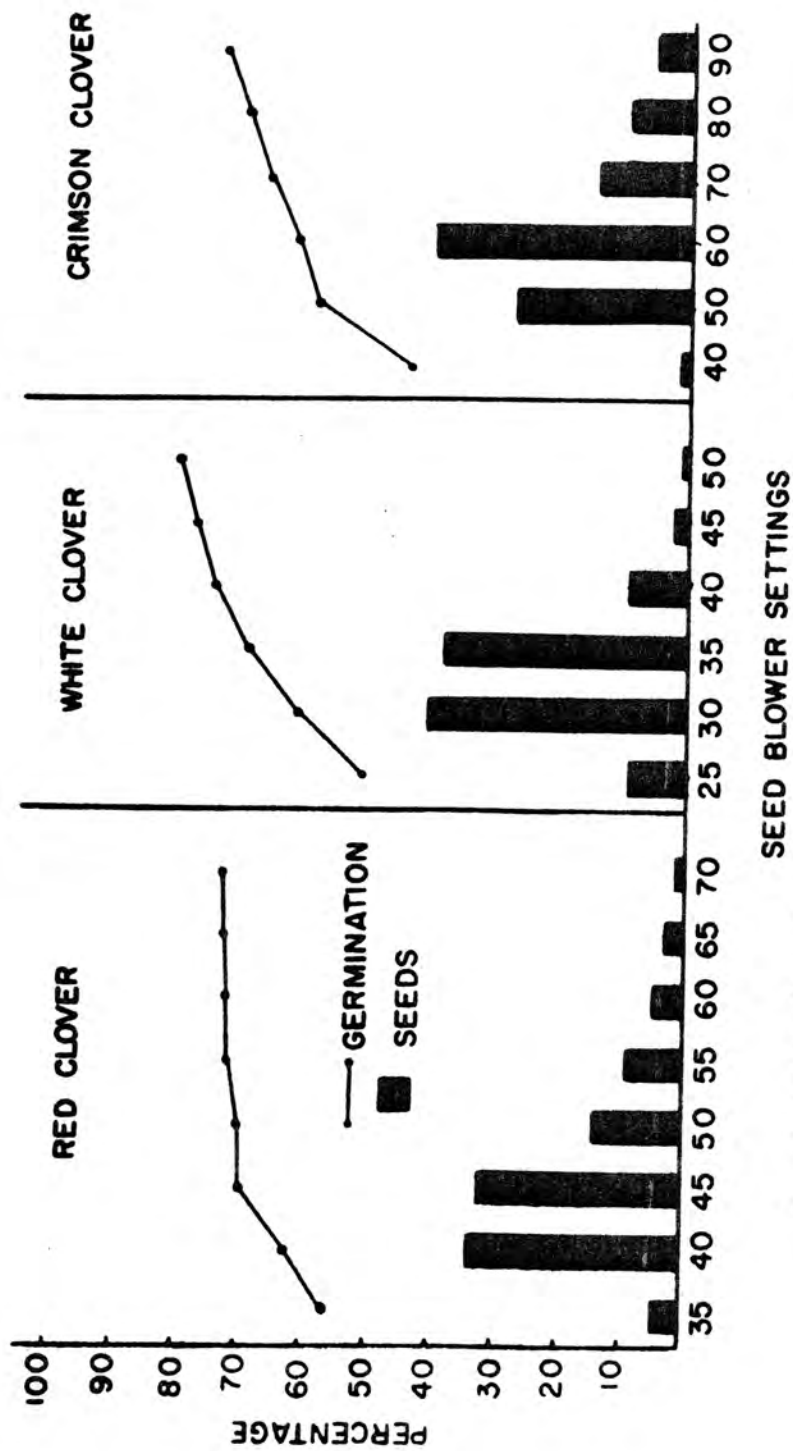 RED CLOVER
WHITE CLOVER
CRIMSON CLOVER
PERCENTAGE
100
90
80
70
60
50
40
30
20
10
GERMINATION
SEEDS
35 40 45 50 55 60 65 70
25 30 35 40 45 50
40 50 60 70 80 90
SEED BLOWER SETTINGS